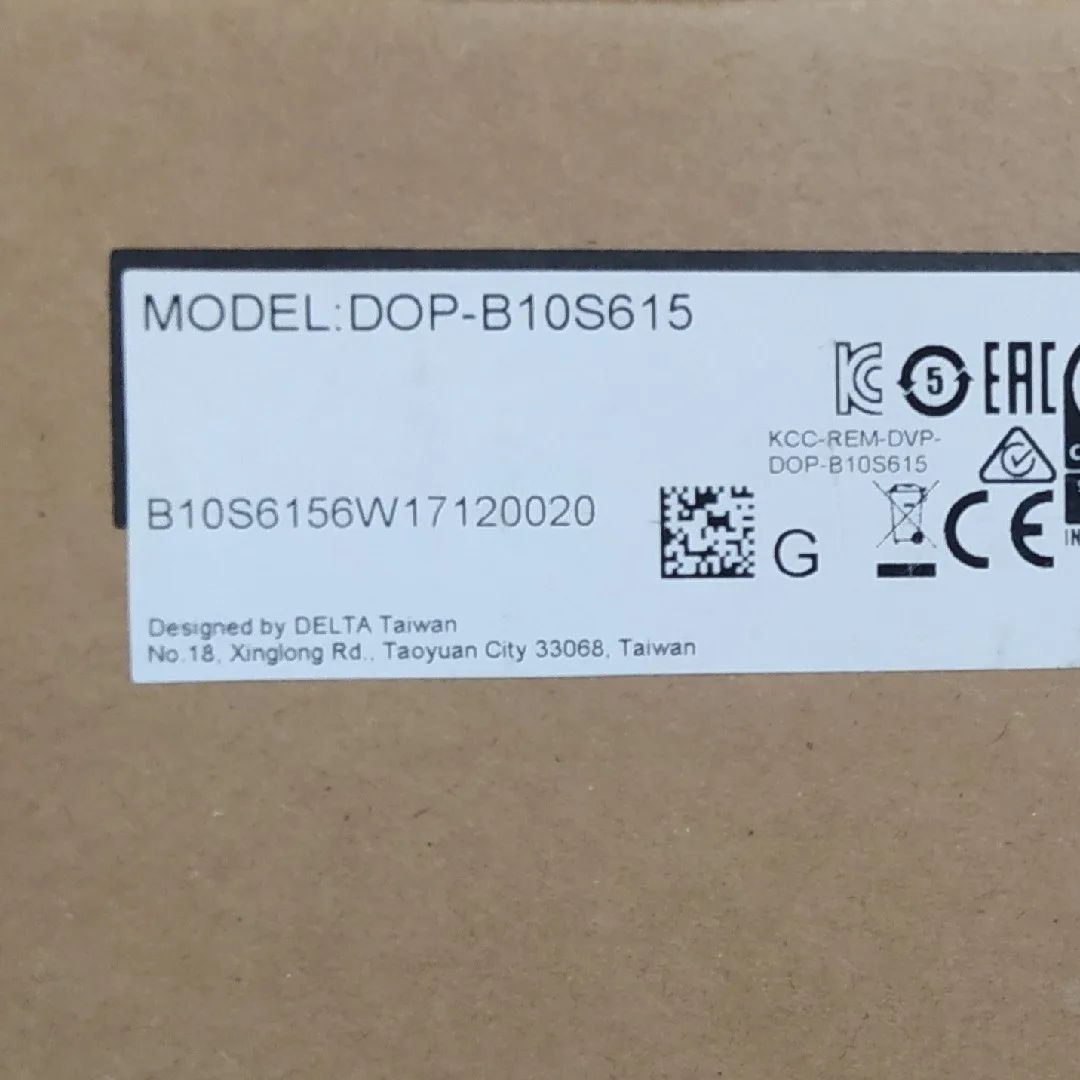 MODEL:DOP-B10S615
KC 5 EAC
KCC-REM-DVP-
DOP-B10S615
B10S6156W17120020
G
CE
Designed by DELTA Taiwan
No.18, Xinglong Rd., Taoyuan City 33068, Taiwan